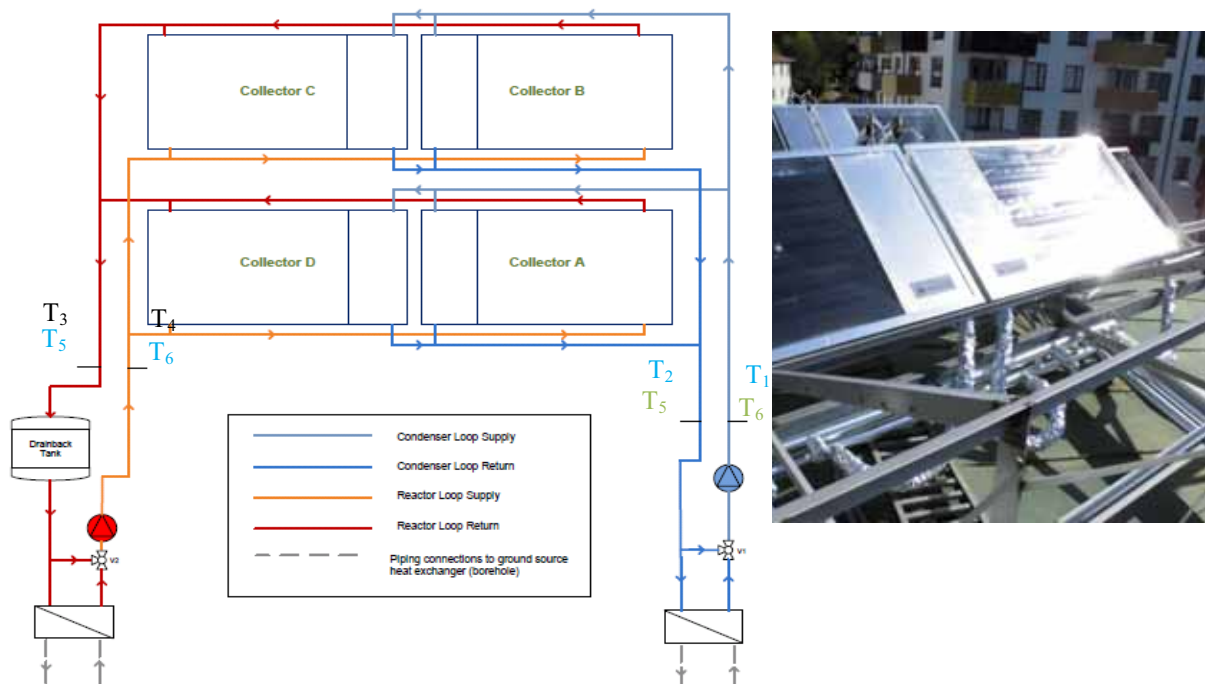 Collector C
Collector B
Collector D
Collector A
T3
T4
T5
T6
T2
T1
T5
T6
Drainback
Tank
Condenser Loop Supply
Condenser Loop Return
Reactor Loop Supply
Reactor Loop Return
Piping connections to ground source
heat exchanger (borehole)
V2
V1